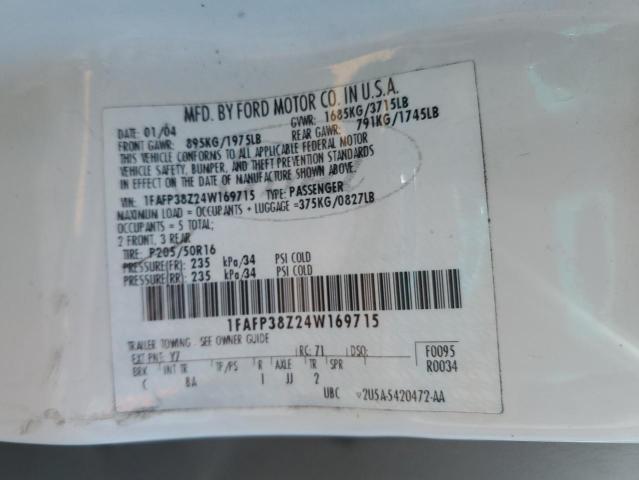 MFD. BY FORD MOTOR CO. IN U.S.A.
DATE: 01/04 GVWR: 1685KG/3715LB
FRONT GAWR: 895KG/1975LB REAR GAWR: 791KG/1745LB
THIS VEHICLE CONFORMS TO ALL APPLICABLE FEDERAL MOTOR
VEHICLE SAFETY, BUMPER, AND THEFT PREVENTION STANDARDS
IN EFFECT ON THE DATE OF MANUFACTURE SHOWN ABOVE.
VIN: 1FAFP38Z24W169715 TYPE: PASSENGER
MAXIMUM LOAD = OCCUPANTS + LUGGAGE =375KG/0827LB
OCCUPANTS = 5 TOTAL;
2 FRONT, 3 REAR
TIRE: P205/50R16
PRESSURE(FR): 235 kPa/34 PSI COLD
PRESSURE(RR): 235 kPa/34 PSI COLD
1FAFP38Z24W169715
TRAILER TOWING - SEE OWNER GUIDE
EXT PNT: Y7 RC: 71 DSO: F0095
BRK INT TR TP/PS R AXLE TR SPR R0034
C BA I JJ 2
UBC ▽2U5A-5420472-AA